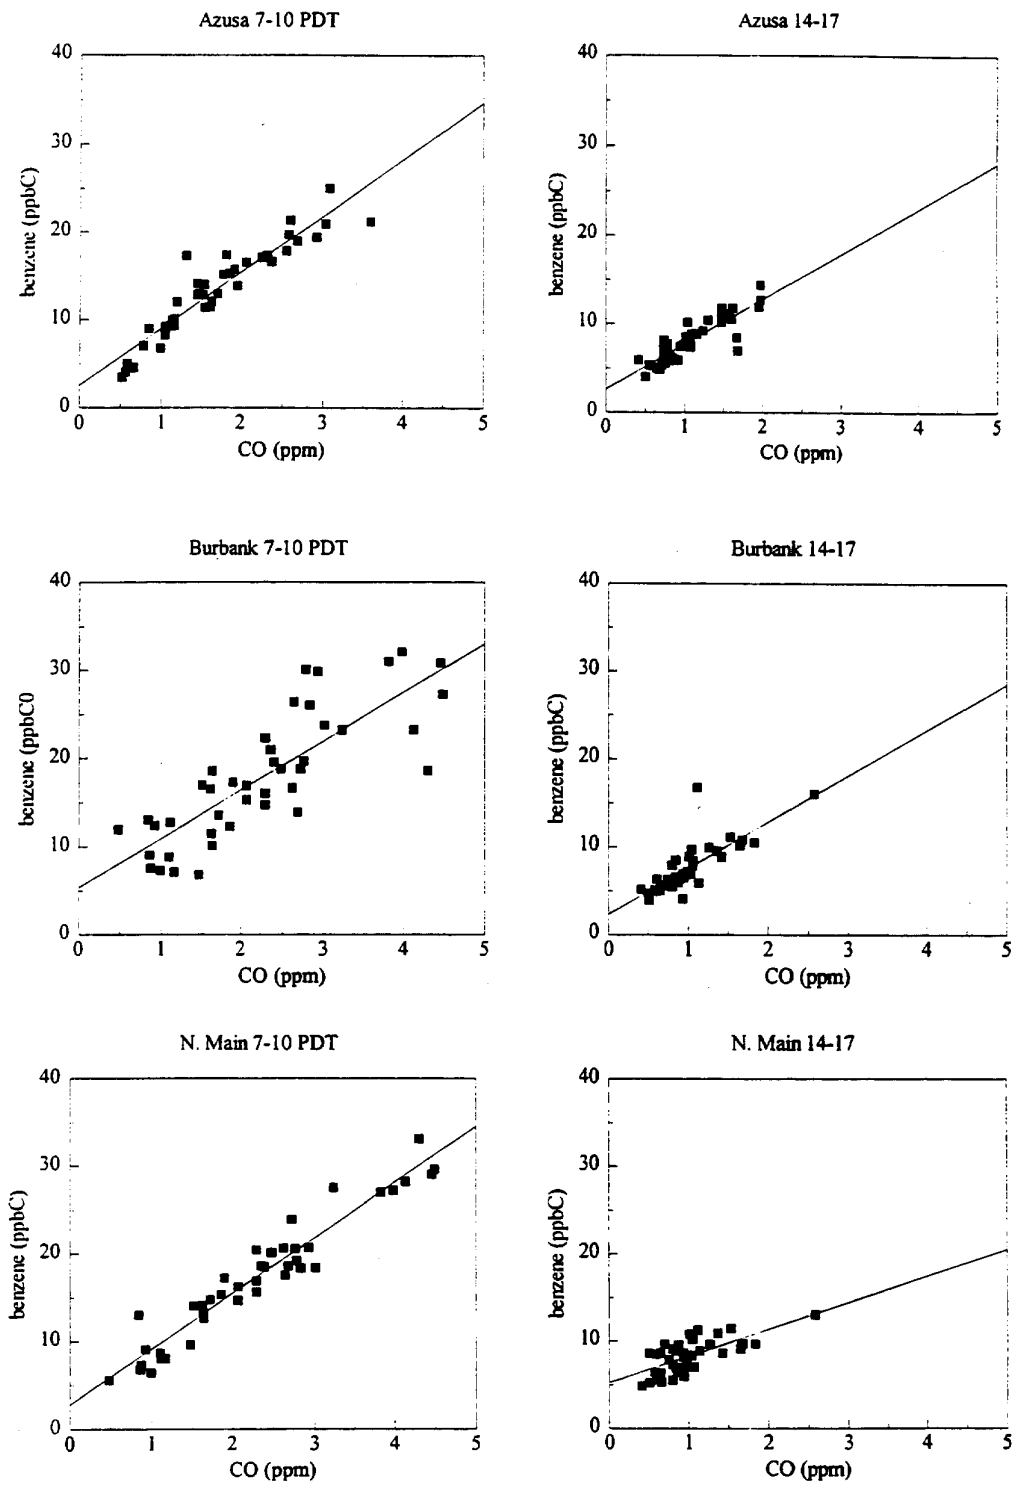 Azusa 7-10 PDT
40
30
20
10
0
benzene (ppbC)
0 1 2 3 4 5
CO (ppm)
Azusa 14-17
40
30
20
10
0
benzene (ppbC)
0 1 2 3 4 5
CO (ppm)
Burbank 7-10 PDT
40
30
20
10
0
benzene (ppbC0
0 1 2 3 4 5
CO (ppm)
Burbank 14-17
40
30
20
10
0
benzene (ppbC)
0 1 2 3 4 5
CO (ppm)
N. Main 7-10 PDT
40
30
20
10
0
benzene (ppbC)
0 1 2 3 4 5
CO (ppm)
N. Main 14-17
40
30
20
10
0
benzene (ppbC)
0 1 2 3 4 5
CO (ppm)